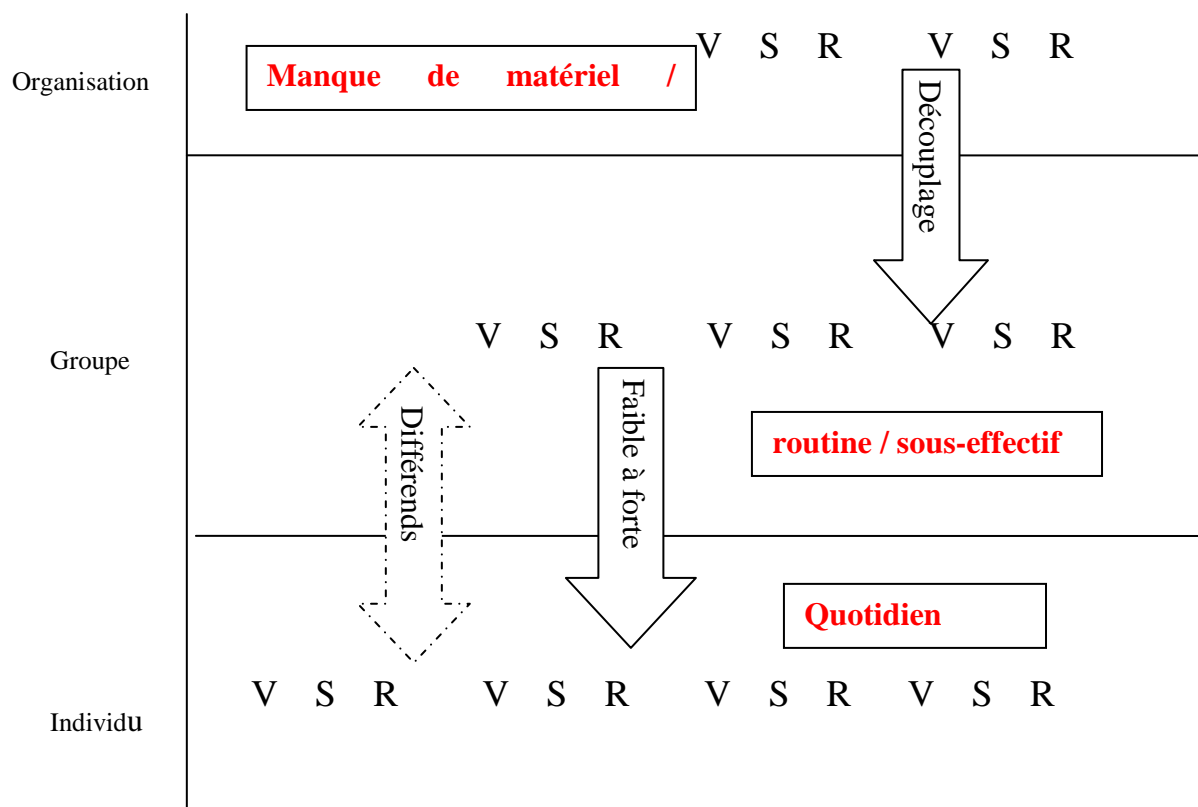 V S R V S R
Organisation
Manque de matériel /
Découplage
V S R V S R V S R
Groupe
Différends
Faible à forte
routine / sous-effectif
Quotidien
V S R V S R V S R V S R
Individu